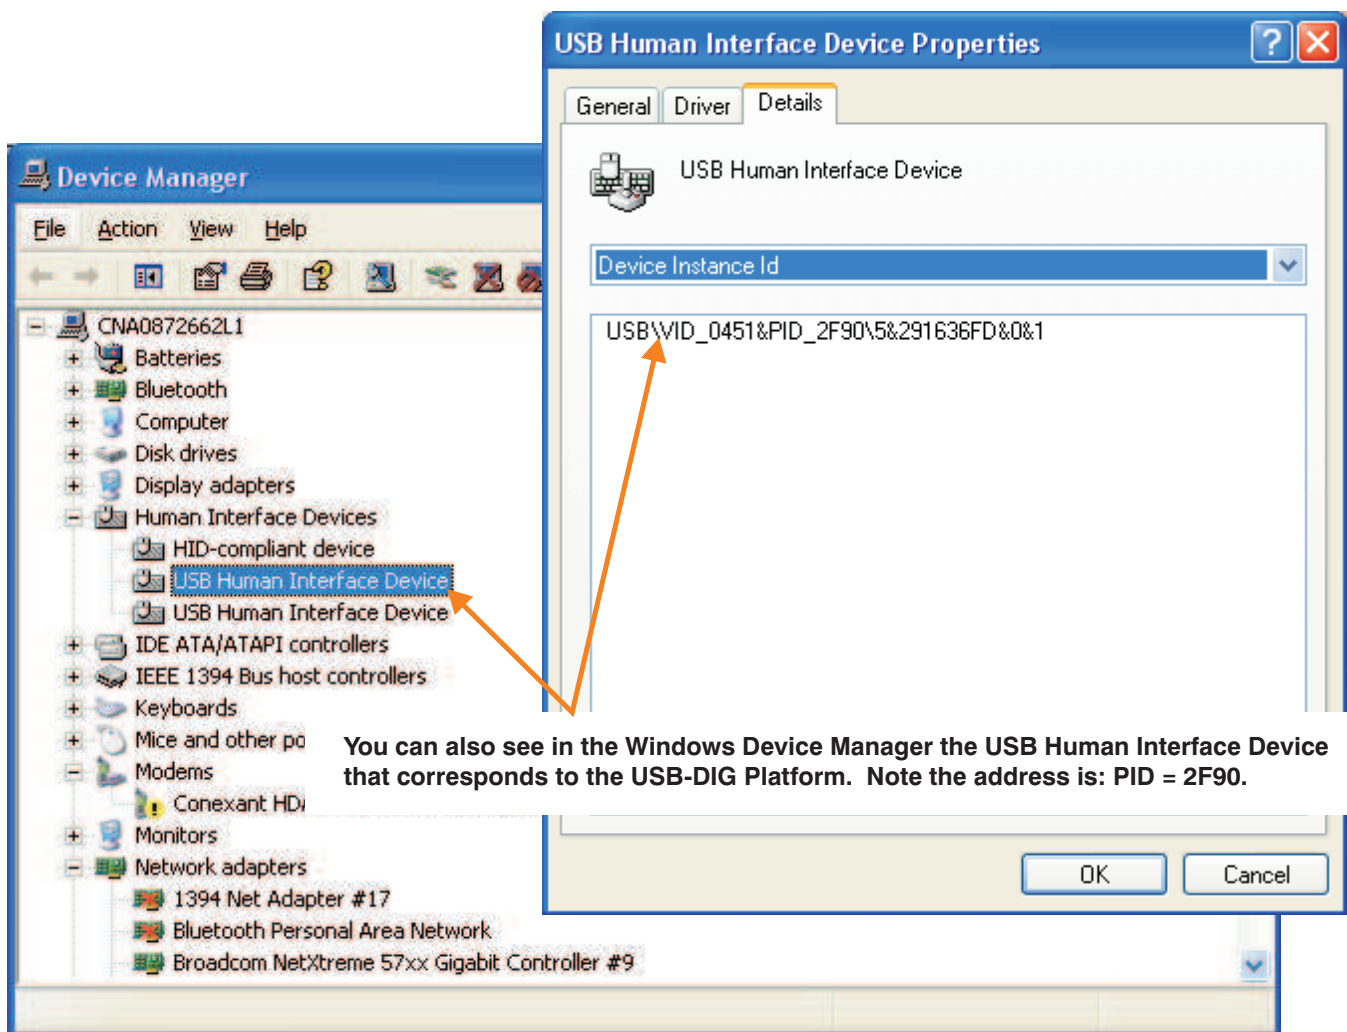 USB Human Interface Device Properties
General Driver Details
USB Human Interface Device
Device Instance Id
USB\VID_0451&PID_2F90\5&291636FD&0&1
Device Manager
File Action View Help
CNA0872662L1
Batteries
Bluetooth
Computer
Disk drives
Display adapters
Human Interface Devices
HID-compliant device
USB Human Interface Device
USB Human Interface Device
IDE ATA/ATAPI controllers
IEEE 1394 Bus host controllers
Keyboards
Mice and other po
Modems
Conexant HDA
Monitors
Network adapters
1394 Net Adapter #17
Bluetooth Personal Area Network
Broadcom NetXtreme 57xx Gigabit Controller #9
You can also see in the Windows Device Manager the USB Human Interface Device
that corresponds to the USB-DIG Platform. Note the address is: PID = 2F90.
OK Cancel